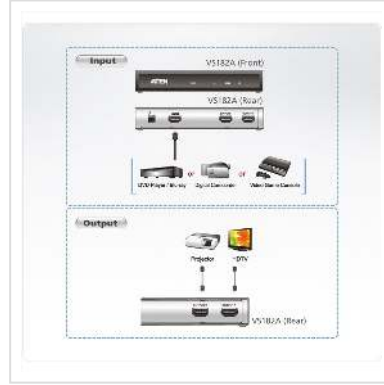 Input
VS182A (Front)
ATEN
VS182A (Rear)
DVD Player / Blu-ray or Digital Camcorder or Video Game Console
Output
Projector HDTV
VS182A (Rear)